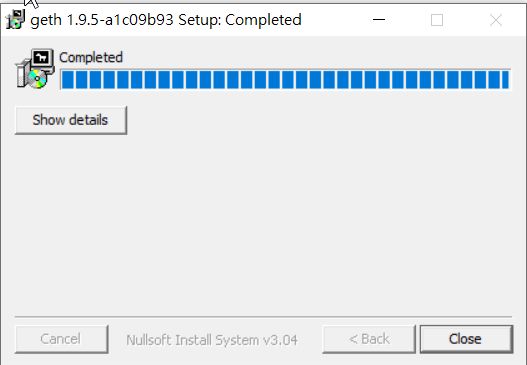 geth 1.9.5-a1c09b93 Setup: Completed
Completed
Show details
Cancel
Nullsoft Install System v3.04
< Back
Close